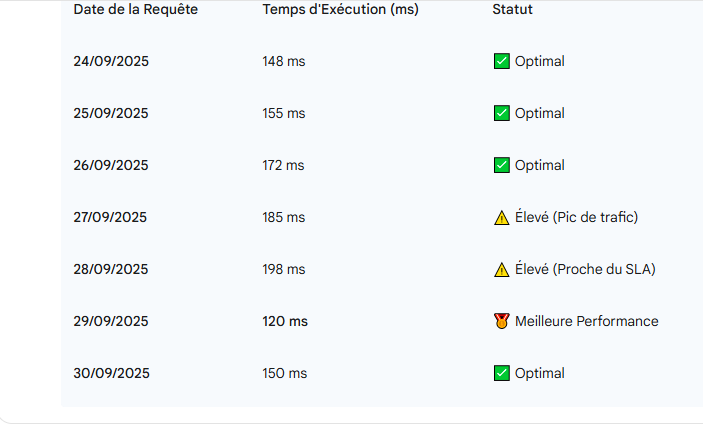 Date de la Requête Temps d'Exécution (ms) Statut
24/09/2025 148 ms ✅ Optimal
25/09/2025 155 ms ✅ Optimal
26/09/2025 172 ms ✅ Optimal
27/09/2025 185 ms ⚠️ Élevé (Pic de trafic)
28/09/2025 198 ms ⚠️ Élevé (Proche du SLA)
29/09/2025 120 ms 🏅 Meilleure Performance
30/09/2025 150 ms ✅ Optimal